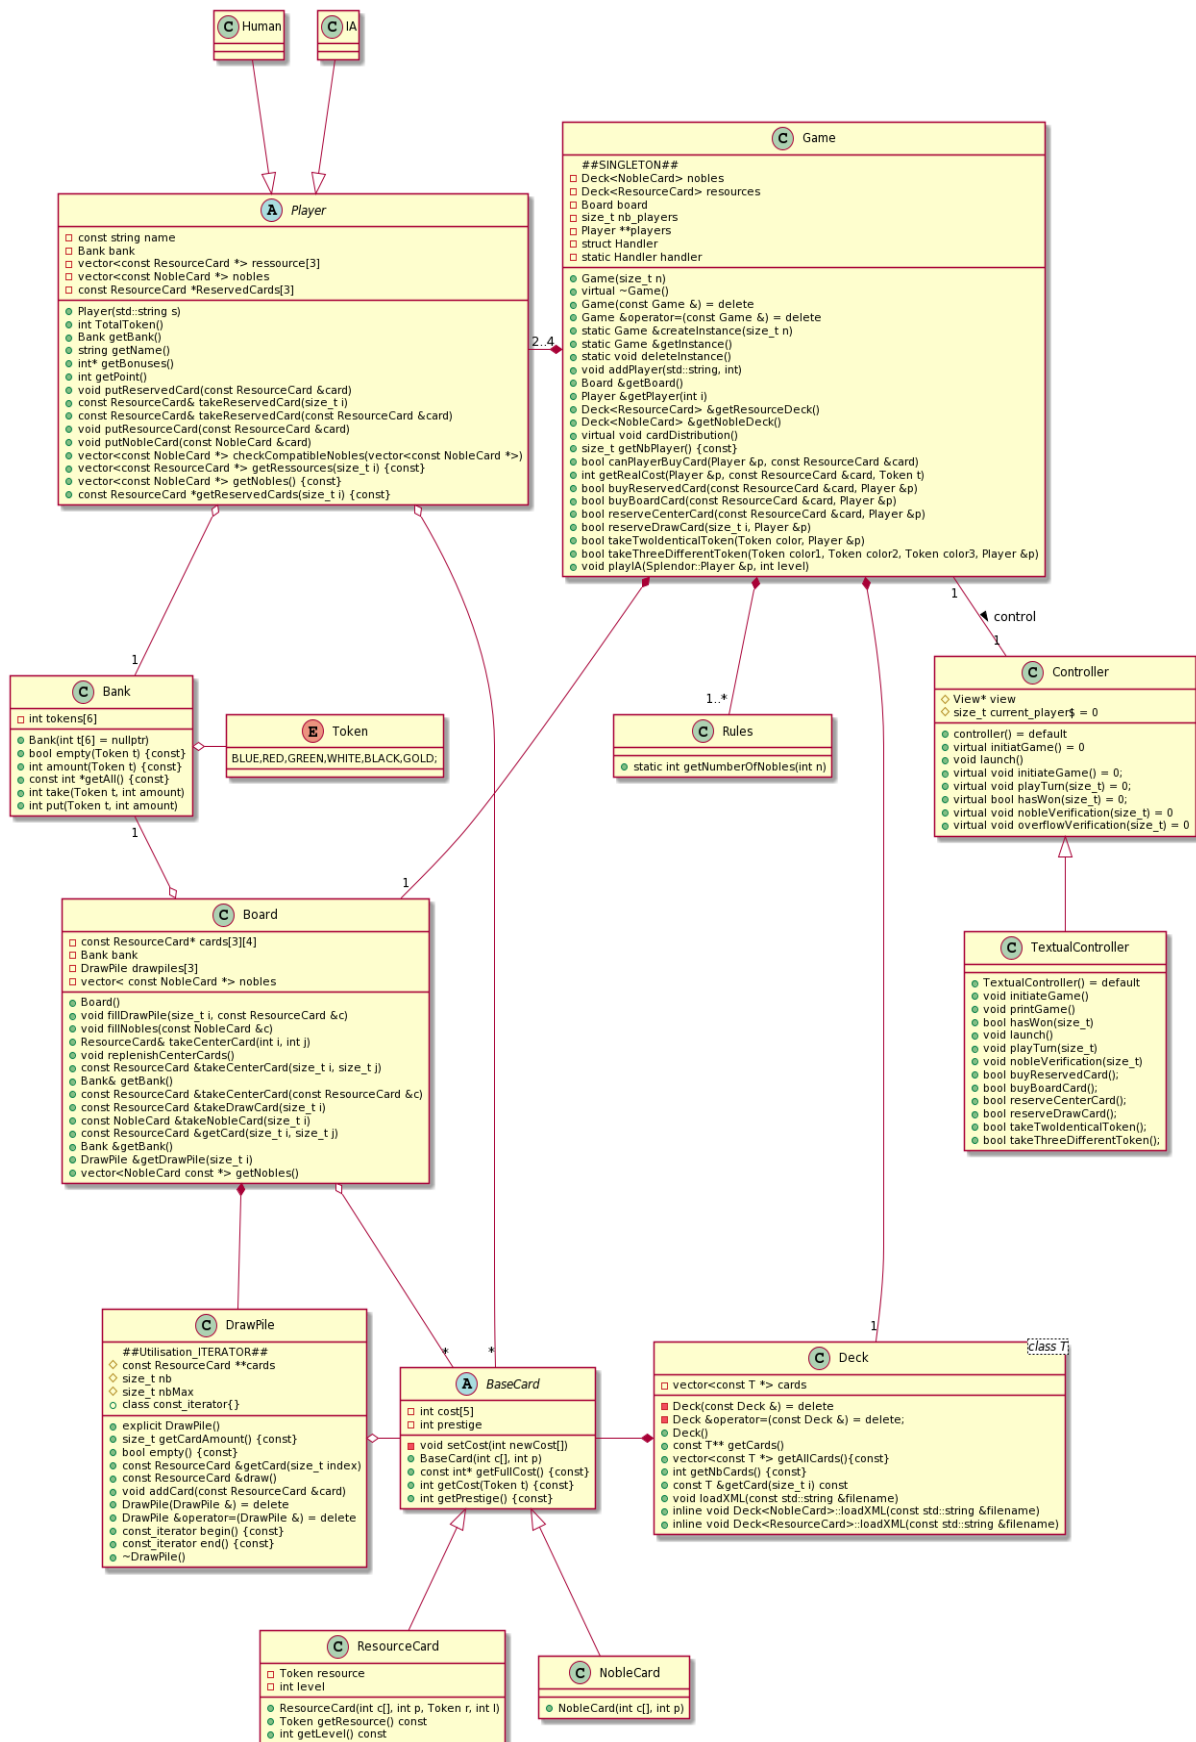 C Human
C IA
C Game
##SINGLETON##
Deck<NobleCard> nobles
Deck<ResourceCard> resources
Board board
size_t nb_players
Player **players
struct Handler
static Handler handler
Game(size_t n)
virtual ~Game()
Game(const Game &) = delete
Game &operator=(const Game &) = delete
static Game &createInstance(size_t n)
static Game &getInstance()
static void deleteInstance()
void addPlayer(std::string, int)
Board &getBoard()
Player &getPlayer(int i)
Deck<ResourceCard> &getResourceDeck()
Deck<NobleCard> &getNobleDeck()
virtual void cardDistribution()
size_t getNbPlayer() {const}
bool canPlayerBuyCard(Player &p, const ResourceCard &card)
int getRealCost(Player &p, const ResourceCard &card, Token t)
bool buyReservedCard(const ResourceCard &card, Player &p)
bool buyBoardCard(const ResourceCard &card, Player &p)
bool reserveCenterCard(const ResourceCard &card, Player &p)
bool reserveDrawCard(size_t i, Player &p)
bool takeTwoIdenticalToken(Token color, Player &p)
bool takeThreeDifferentToken(Token color1, Token color2, Token color3, Player &p)
void playIA(Splendor::Player &p, int level)
A Player
const string name
Bank bank
vector<const ResourceCard *> ressource[3]
vector<const NobleCard *> nobles
const ResourceCard *ReservedCards[3]
Player(std::string s)
int TotalToken()
Bank getBank()
string getName()
int* getBonuses()
int getPoint()
void putReservedCard(const ResourceCard &card)
const ResourceCard& takeReservedCard(size_t i)
const ResourceCard& takeReservedCard(const ResourceCard &card)
void putResourceCard(const ResourceCard &card)
void putNobleCard(const NobleCard &card)
vector<const NobleCard *> checkCompatibleNobles(vector<const NobleCard *>)
vector<const ResourceCard *> getRessources(size_t i) {const}
vector<const NobleCard *> getNobles() {const}
const ResourceCard *getReservedCards(size_t i) {const}
2..4
1
control
1
1
C Bank
int tokens[6]
Bank(int t[6] = nullptr)
bool empty(Token t) {const}
int amount(Token t) {const}
const int *getAll() {const}
int take(Token t, int amount)
int put(Token t, int amount)
E Token
BLUE,RED,GREEN,WHITE,BLACK,GOLD;
1..*
C Rules
static int getNumberOfNobles(int n)
C Controller
View* view
size_t current_player$ = 0
controller() = default
virtual initiatGame() = 0
void launch()
virtual void initiateGame() = 0;
virtual void playTurn(size_t) = 0;
virtual bool hasWon(size_t) = 0;
virtual void nobleVerification(size_t) = 0
virtual void overflowVerification(size_t) = 0
1
1
C Board
const ResourceCard* cards[3][4]
Bank bank
DrawPile drawpiles[3]
vector< const NobleCard *> nobles
Board()
void fillDrawPile(size_t i, const ResourceCard &c)
void fillNobles(const NobleCard &c)
ResourceCard& takeCenterCard(int i, int j)
void replenishCenterCards()
const ResourceCard &takeCenterCard(size_t i, size_t j)
Bank& getBank()
const ResourceCard &takeCenterCard(const ResourceCard &c)
const ResourceCard &takeDrawCard(size_t i)
const NobleCard &takeNobleCard(size_t i)
const ResourceCard &getCard(size_t i, size_t j)
Bank &getBank()
DrawPile &getDrawPile(size_t i)
vector<NobleCard const *> getNobles()
C TextualController
TextualController() = default
void initiateGame()
void printGame()
bool hasWon(size_t)
void launch()
void playTurn(size_t)
void nobleVerification(size_t)
bool buyReservedCard();
bool buyBoardCard();
bool reserveCenterCard();
bool reserveDrawCard();
bool takeTwoIdenticalToken();
bool takeThreeDifferentToken();
C DrawPile
##Utilisation_ITERATOR##
const ResourceCard **cards
size_t nb
size_t nbMax
class const_iterator{}
explicit DrawPile()
size_t getCardAmount() {const}
bool empty() {const}
const ResourceCard &getCard(size_t index)
const ResourceCard &draw()
void addCard(const ResourceCard &card)
DrawPile(DrawPile &) = delete
DrawPile &operator=(DrawPile &) = delete
const_iterator begin() {const}
const_iterator end() {const}
~DrawPile()
*
*
A BaseCard
int cost[5]
int prestige
void setCost(int newCost[])
BaseCard(int c[], int p)
const int* getFullCost() {const}
int getCost(Token t) {const}
int getPrestige() {const}
1
class T
C Deck
vector<const T *> cards
Deck(const Deck &) = delete
Deck &operator=(const Deck &) = delete;
Deck()
const T** getCards()
vector<const T *> getAllCards(){const}
int getNbCards() {const}
const T &getCard(size_t i) const
void loadXML(const std::string &filename)
inline void Deck<NobleCard>::loadXML(const std::string &filename)
inline void Deck<ResourceCard>::loadXML(const std::string &filename)
C ResourceCard
Token resource
int level
ResourceCard(int c[], int p, Token r, int l)
Token getResource() const
int getLevel() const
C NobleCard
NobleCard(int c[], int p)